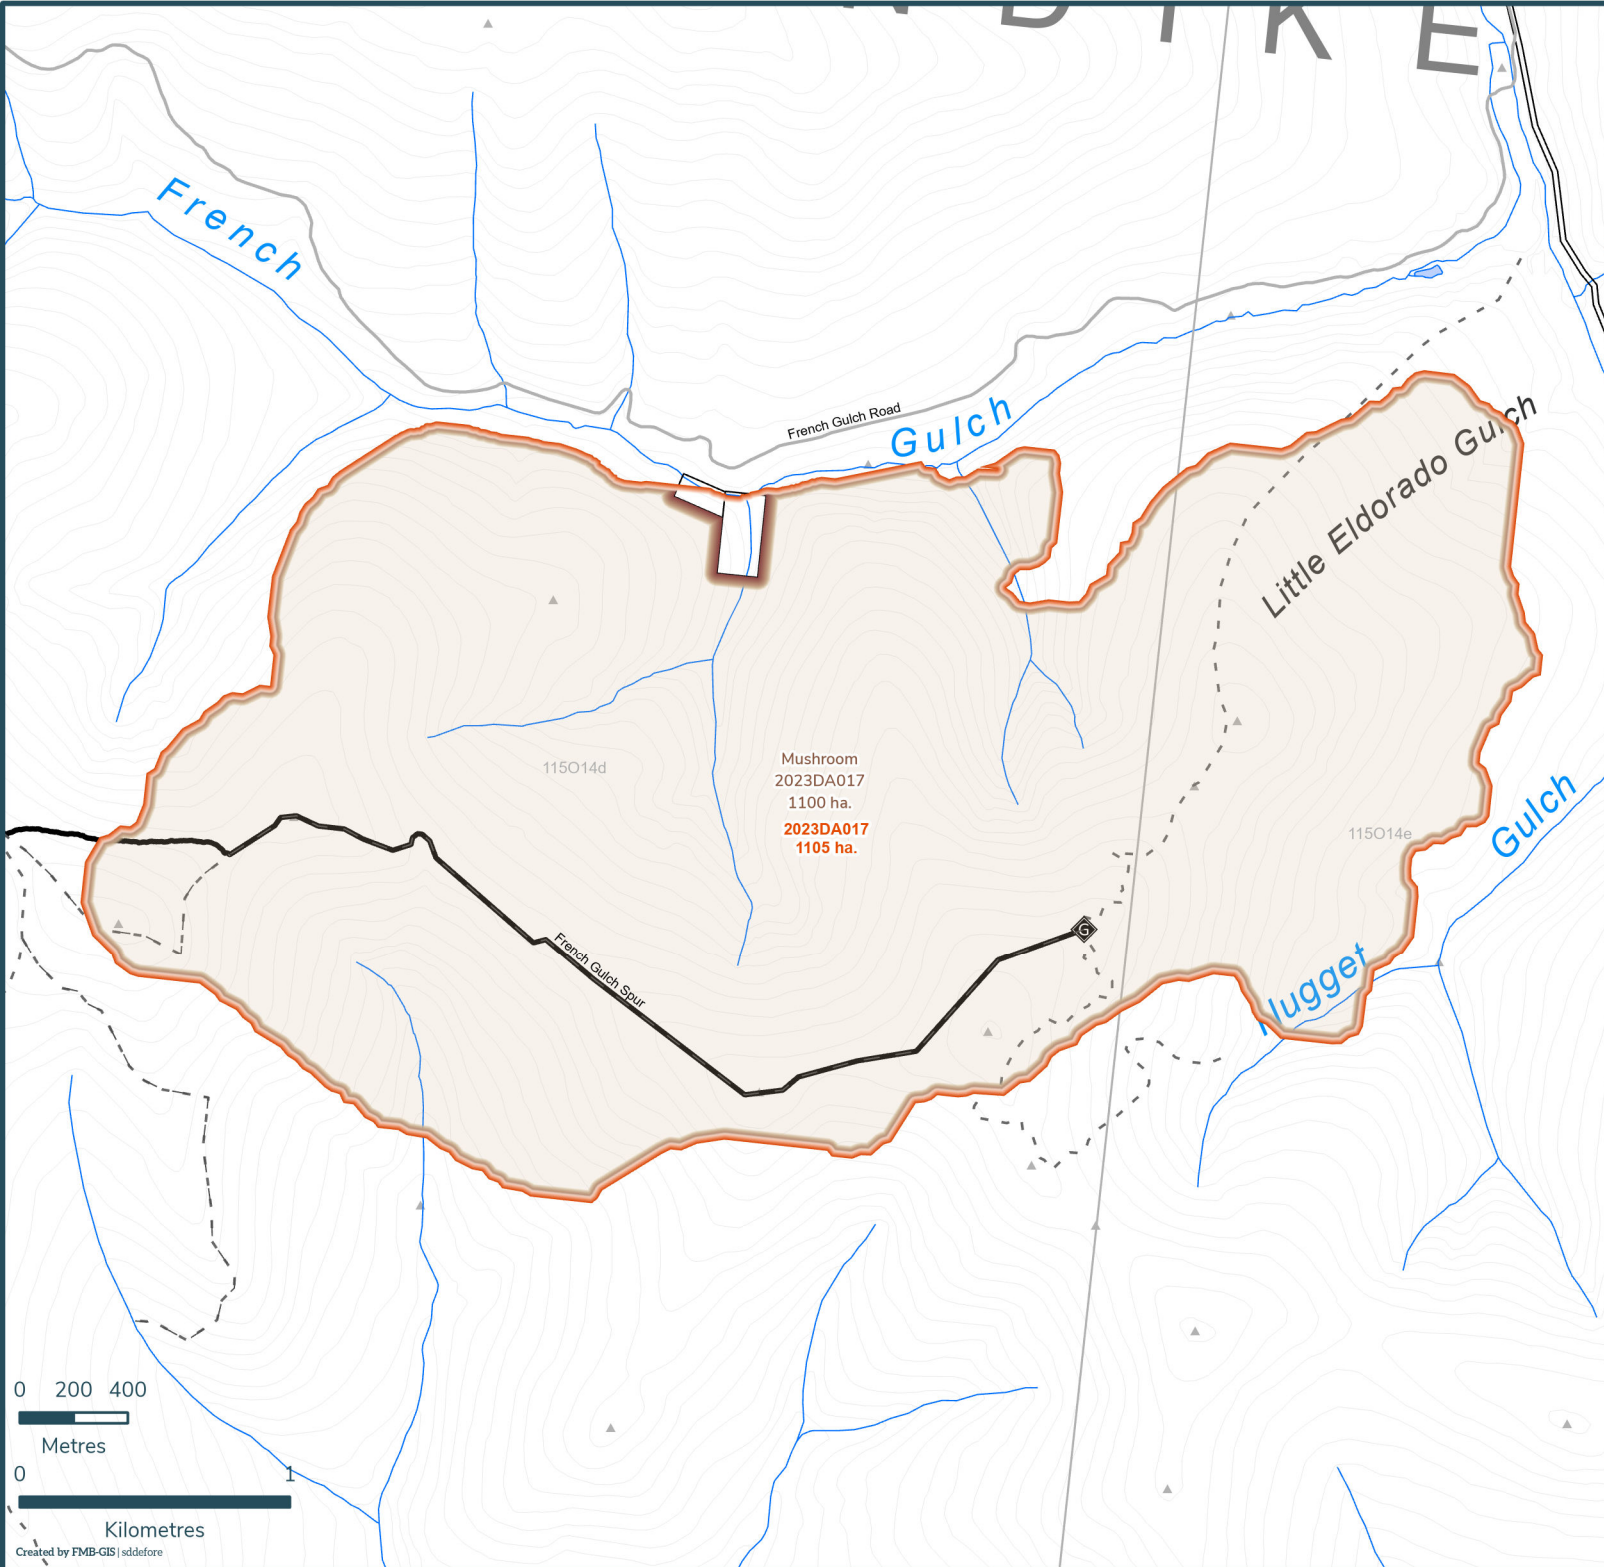 NDIKE
French
Gulch
French Gulch Road
Little Eldorado Gulch
Mushroom
2023DA017
1100 ha.
2023DA017
1105 ha.
115O14d
115O14e
Gulch
Nugget
G
French Gulch Spur
0 200 400
Metres
0 1
Kilometres
Created by FMB-GIS | sddefore